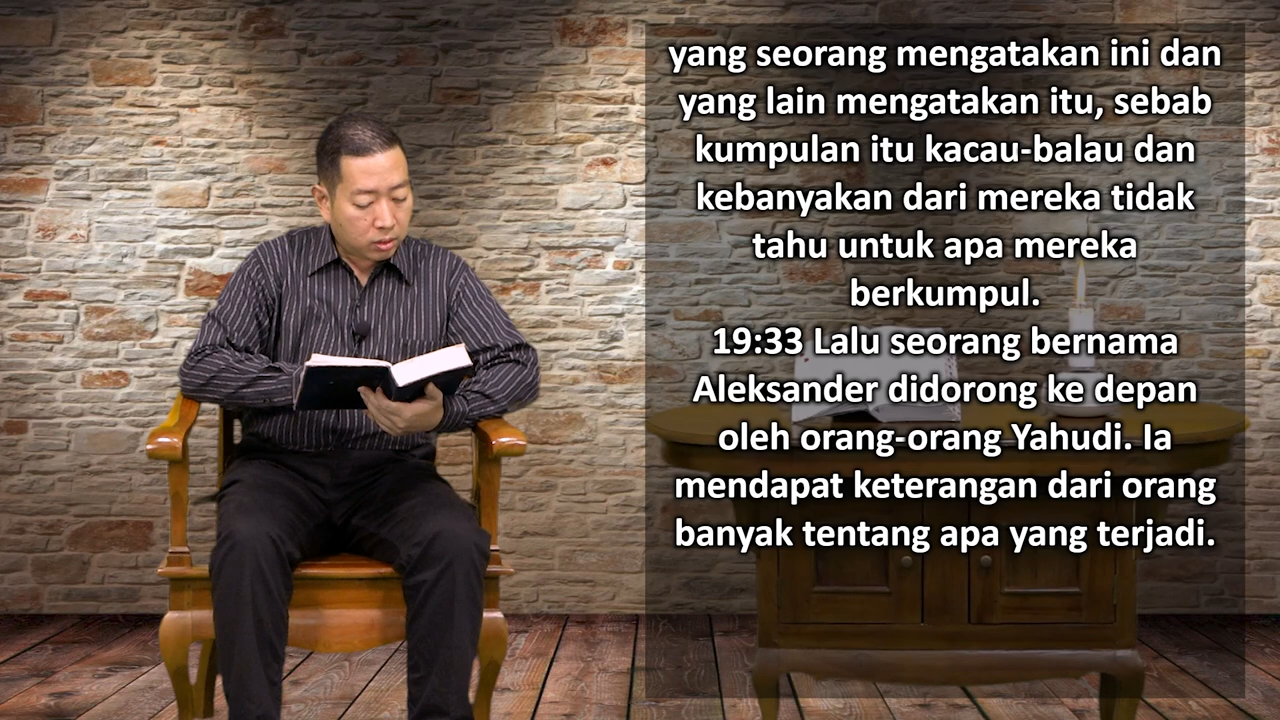 yang seorang mengatakan ini dan
yang lain mengatakan itu, sebab
kumpulan itu kacau-balau dan
kebanyakan dari mereka tidak
tahu untuk apa mereka
berkumpul.
19:33 Lalu seorang bernama
Aleksander didorong ke depan
oleh orang-orang Yahudi. Ia
mendapat keterangan dari orang
banyak tentang apa yang terjadi.